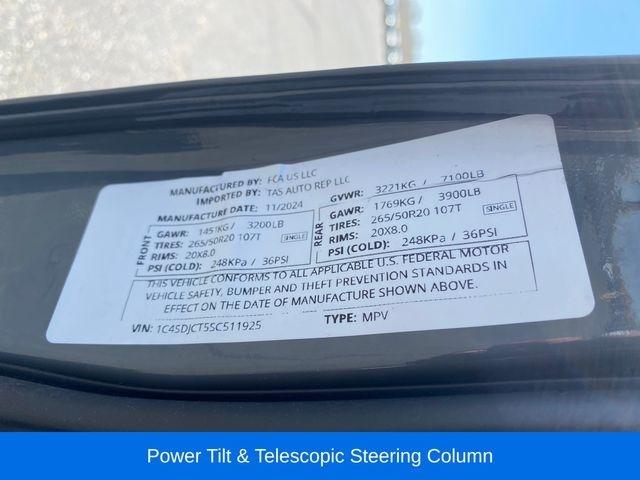 MANUFACTURED BY: FCA US LLC
IMPORTED BY: TAS AUTO REP LLC
MANUFACTURE DATE: 11/2024
GVWR: 3221KG / 7100LB
FRONT
GAWR: 1451KG / 3200LB
TIRES: 265/50R20 107T SINGLE
RIMS: 20X8.0
PSI (COLD): 248KPa / 36PSI
REAR
GAWR: 1769KG / 3900LB
TIRES: 265/50R20 107T SINGLE
RIMS: 20X8.0
PSI (COLD): 248KPa / 36PSI
THIS VEHICLE CONFORMS TO ALL APPLICABLE U.S. FEDERAL MOTOR
VEHICLE SAFETY, BUMPER AND THEFT PREVENTION STANDARDS IN
EFFECT ON THE DATE OF MANUFACTURE SHOWN ABOVE.
VIN: 1C4SDJCT5SC511925 TYPE: MPV
Power Tilt & Telescopic Steering Column